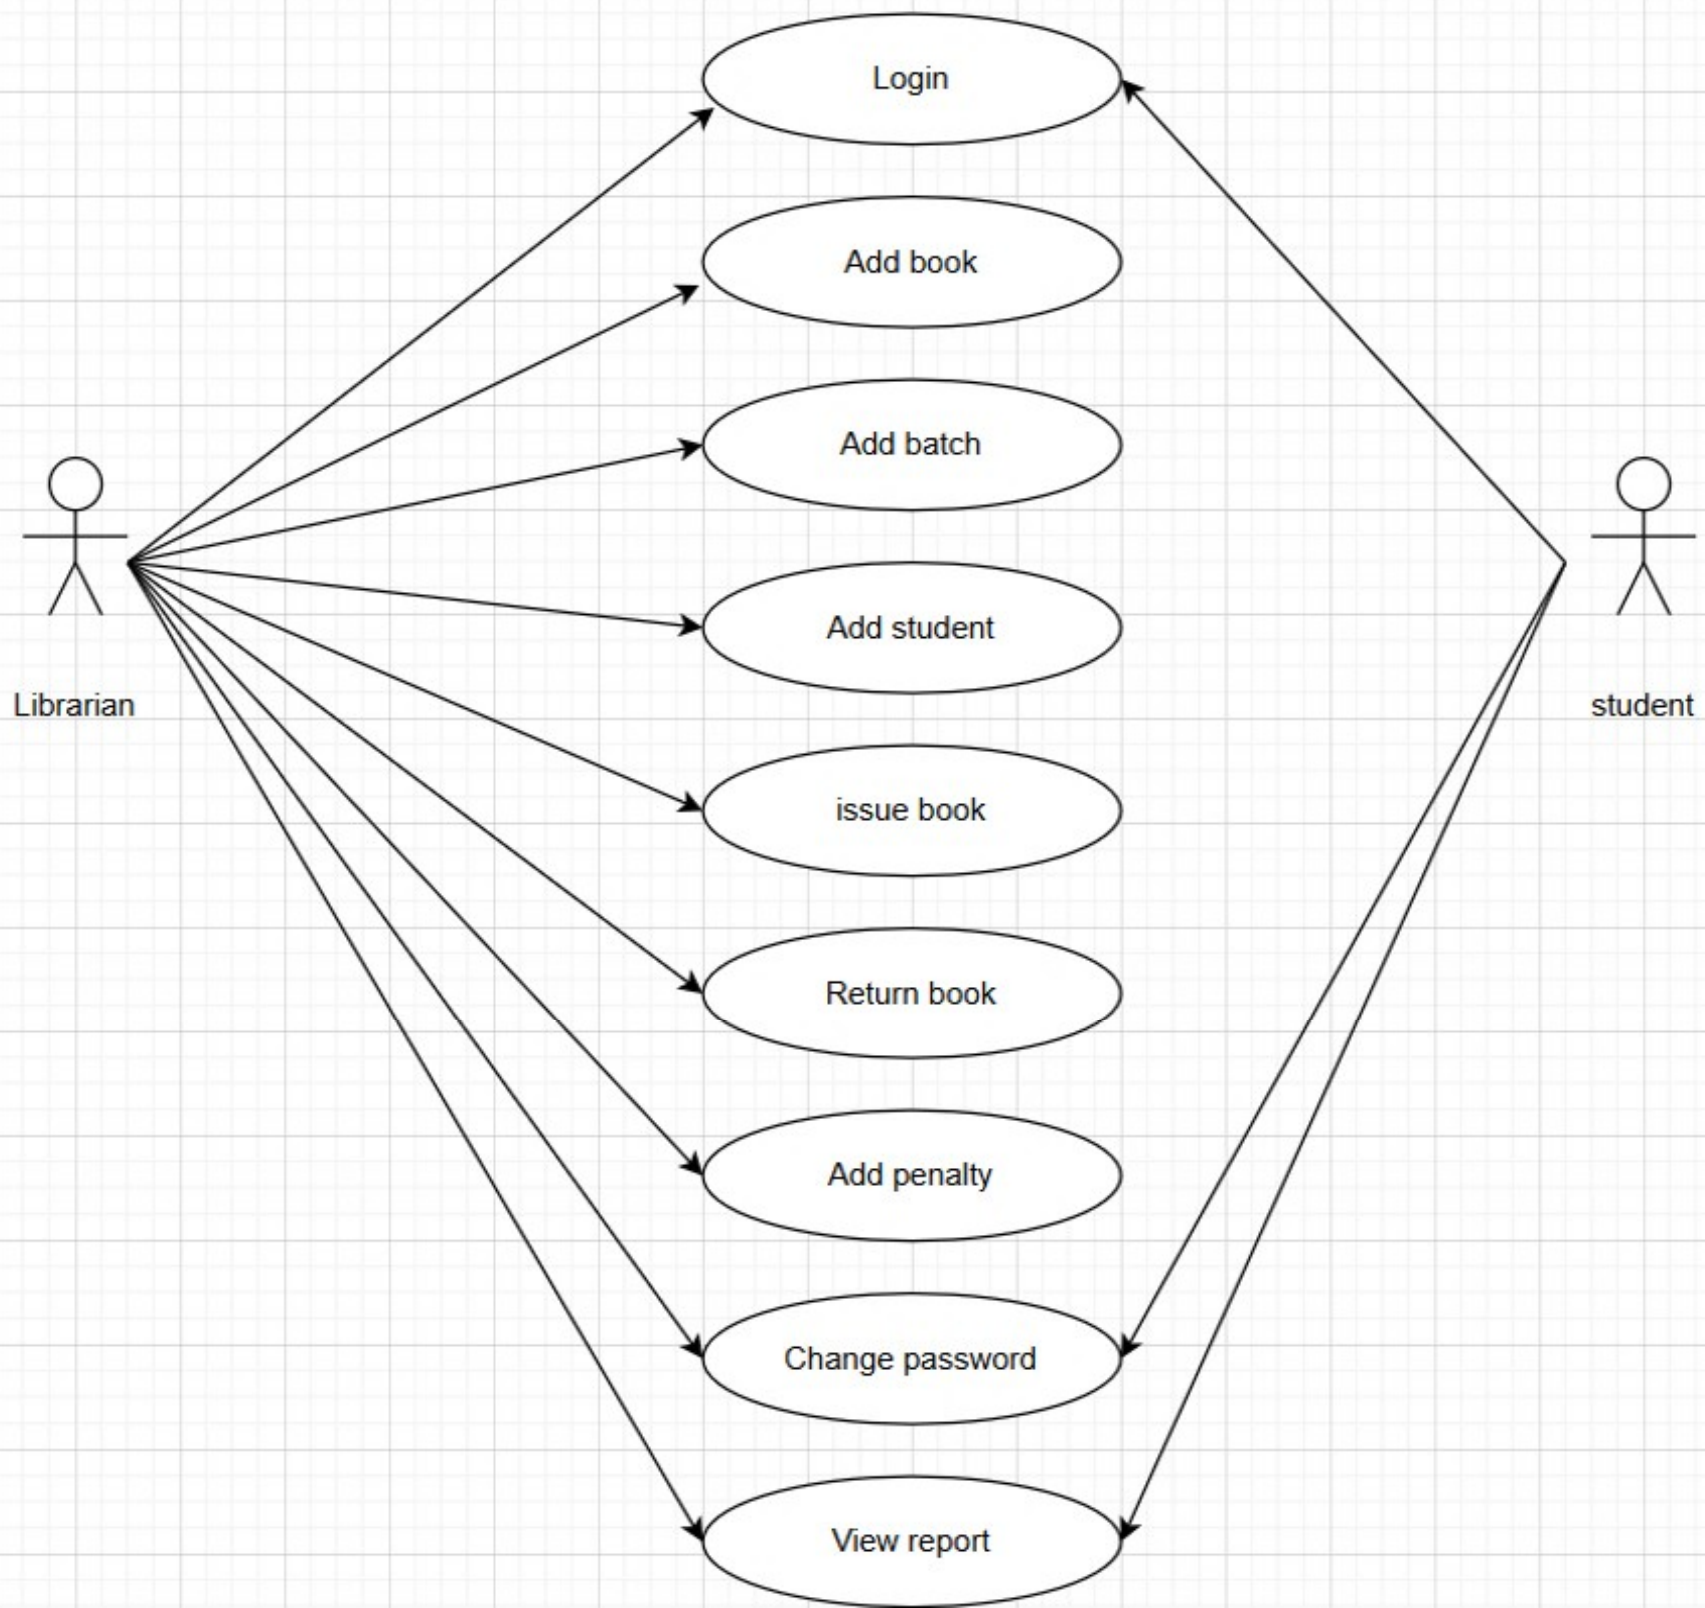 Login
Add book
Add batch
Add student
Librarian
student
issue book
Return book
Add penalty
Change password
View report